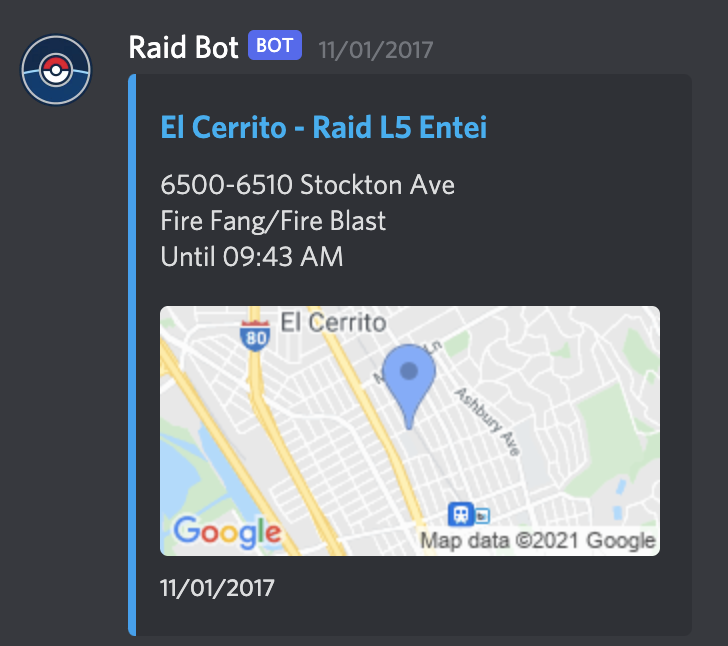 Raid Bot BOT 11/01/2017
El Cerrito - Raid L5 Entei
6500-6510 Stockton Ave
Fire Fang/Fire Blast
Until 09:43 AM
80 El Cerrito
Ln
Ashbury Ave
Google
Map data ©2021 Google
11/01/2017